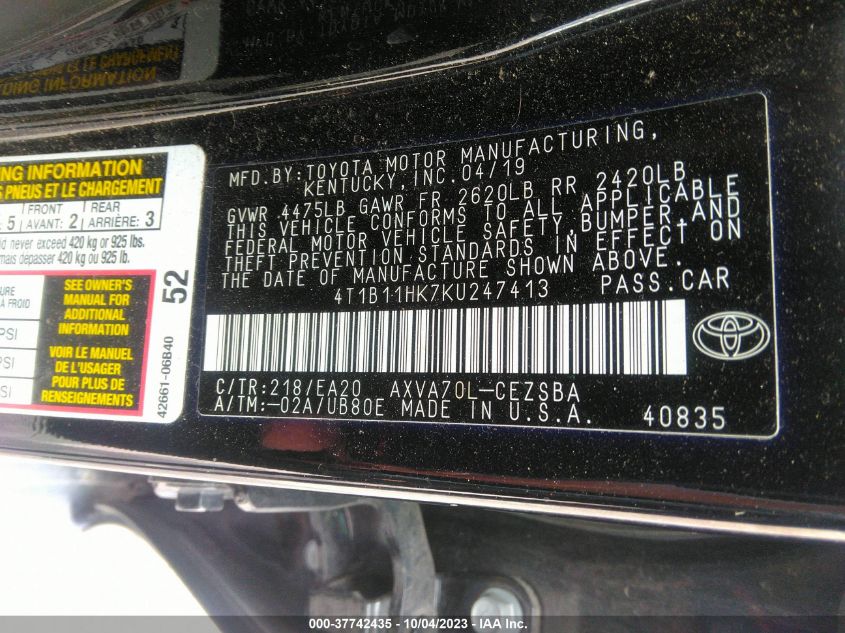 MFD.BY:TOYOTA MOTOR MANUFACTURING,
KENTUCKY,INC.04/19
GVWR 4475LB GAWR FR 2620LB RR 2420LB
THIS VEHICLE CONFORMS TO ALL APPLICABLE
FEDERAL MOTOR VEHICLE SAFETY,BUMPER,AND
THEFT PREVENTION STANDARDS IN EFFECT ON
THE DATE OF MANUFACTURE SHOWN ABOVE.
4T1B11HK7KU247413 PASS.CAR
C/TR:218/EA20 AXVA70L-CEZSBA
A/TM:-02A/UB80E MADE IN U.S.A. 40835
INFORMATION
PNEUS ET LE CHARGEMENT
5 FRONT AVANT: 2 REAR ARRIÈRE: 3
never exceed 420 kg or 925 lbs.
mais dépasser 420 kg ou 925 lb.
À FROID
PSI
PSI
SEE OWNER'S
MANUAL FOR
ADDITIONAL
INFORMATION
VOIR LE MANUEL
DE L'USAGER
POUR PLUS DE
RENSEIGNEMENTS
52
42661-06B40
000-37742435 - 10/04/2023 - IAA Inc.